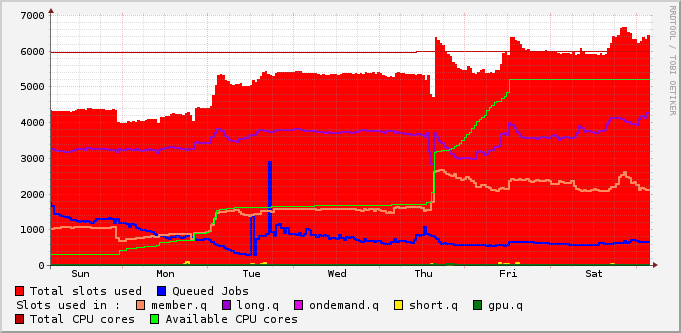 7000
6000
5000
4000
3000
2000
1000
0
Sun Mon Tue Wed Thu Fri Sat
RRDTOOL / TOBI OETIKER
Total slots used Queued Jobs
Slots used in : member.q long.q ondemand.q short.q gpu.q
Total CPU cores Available CPU cores